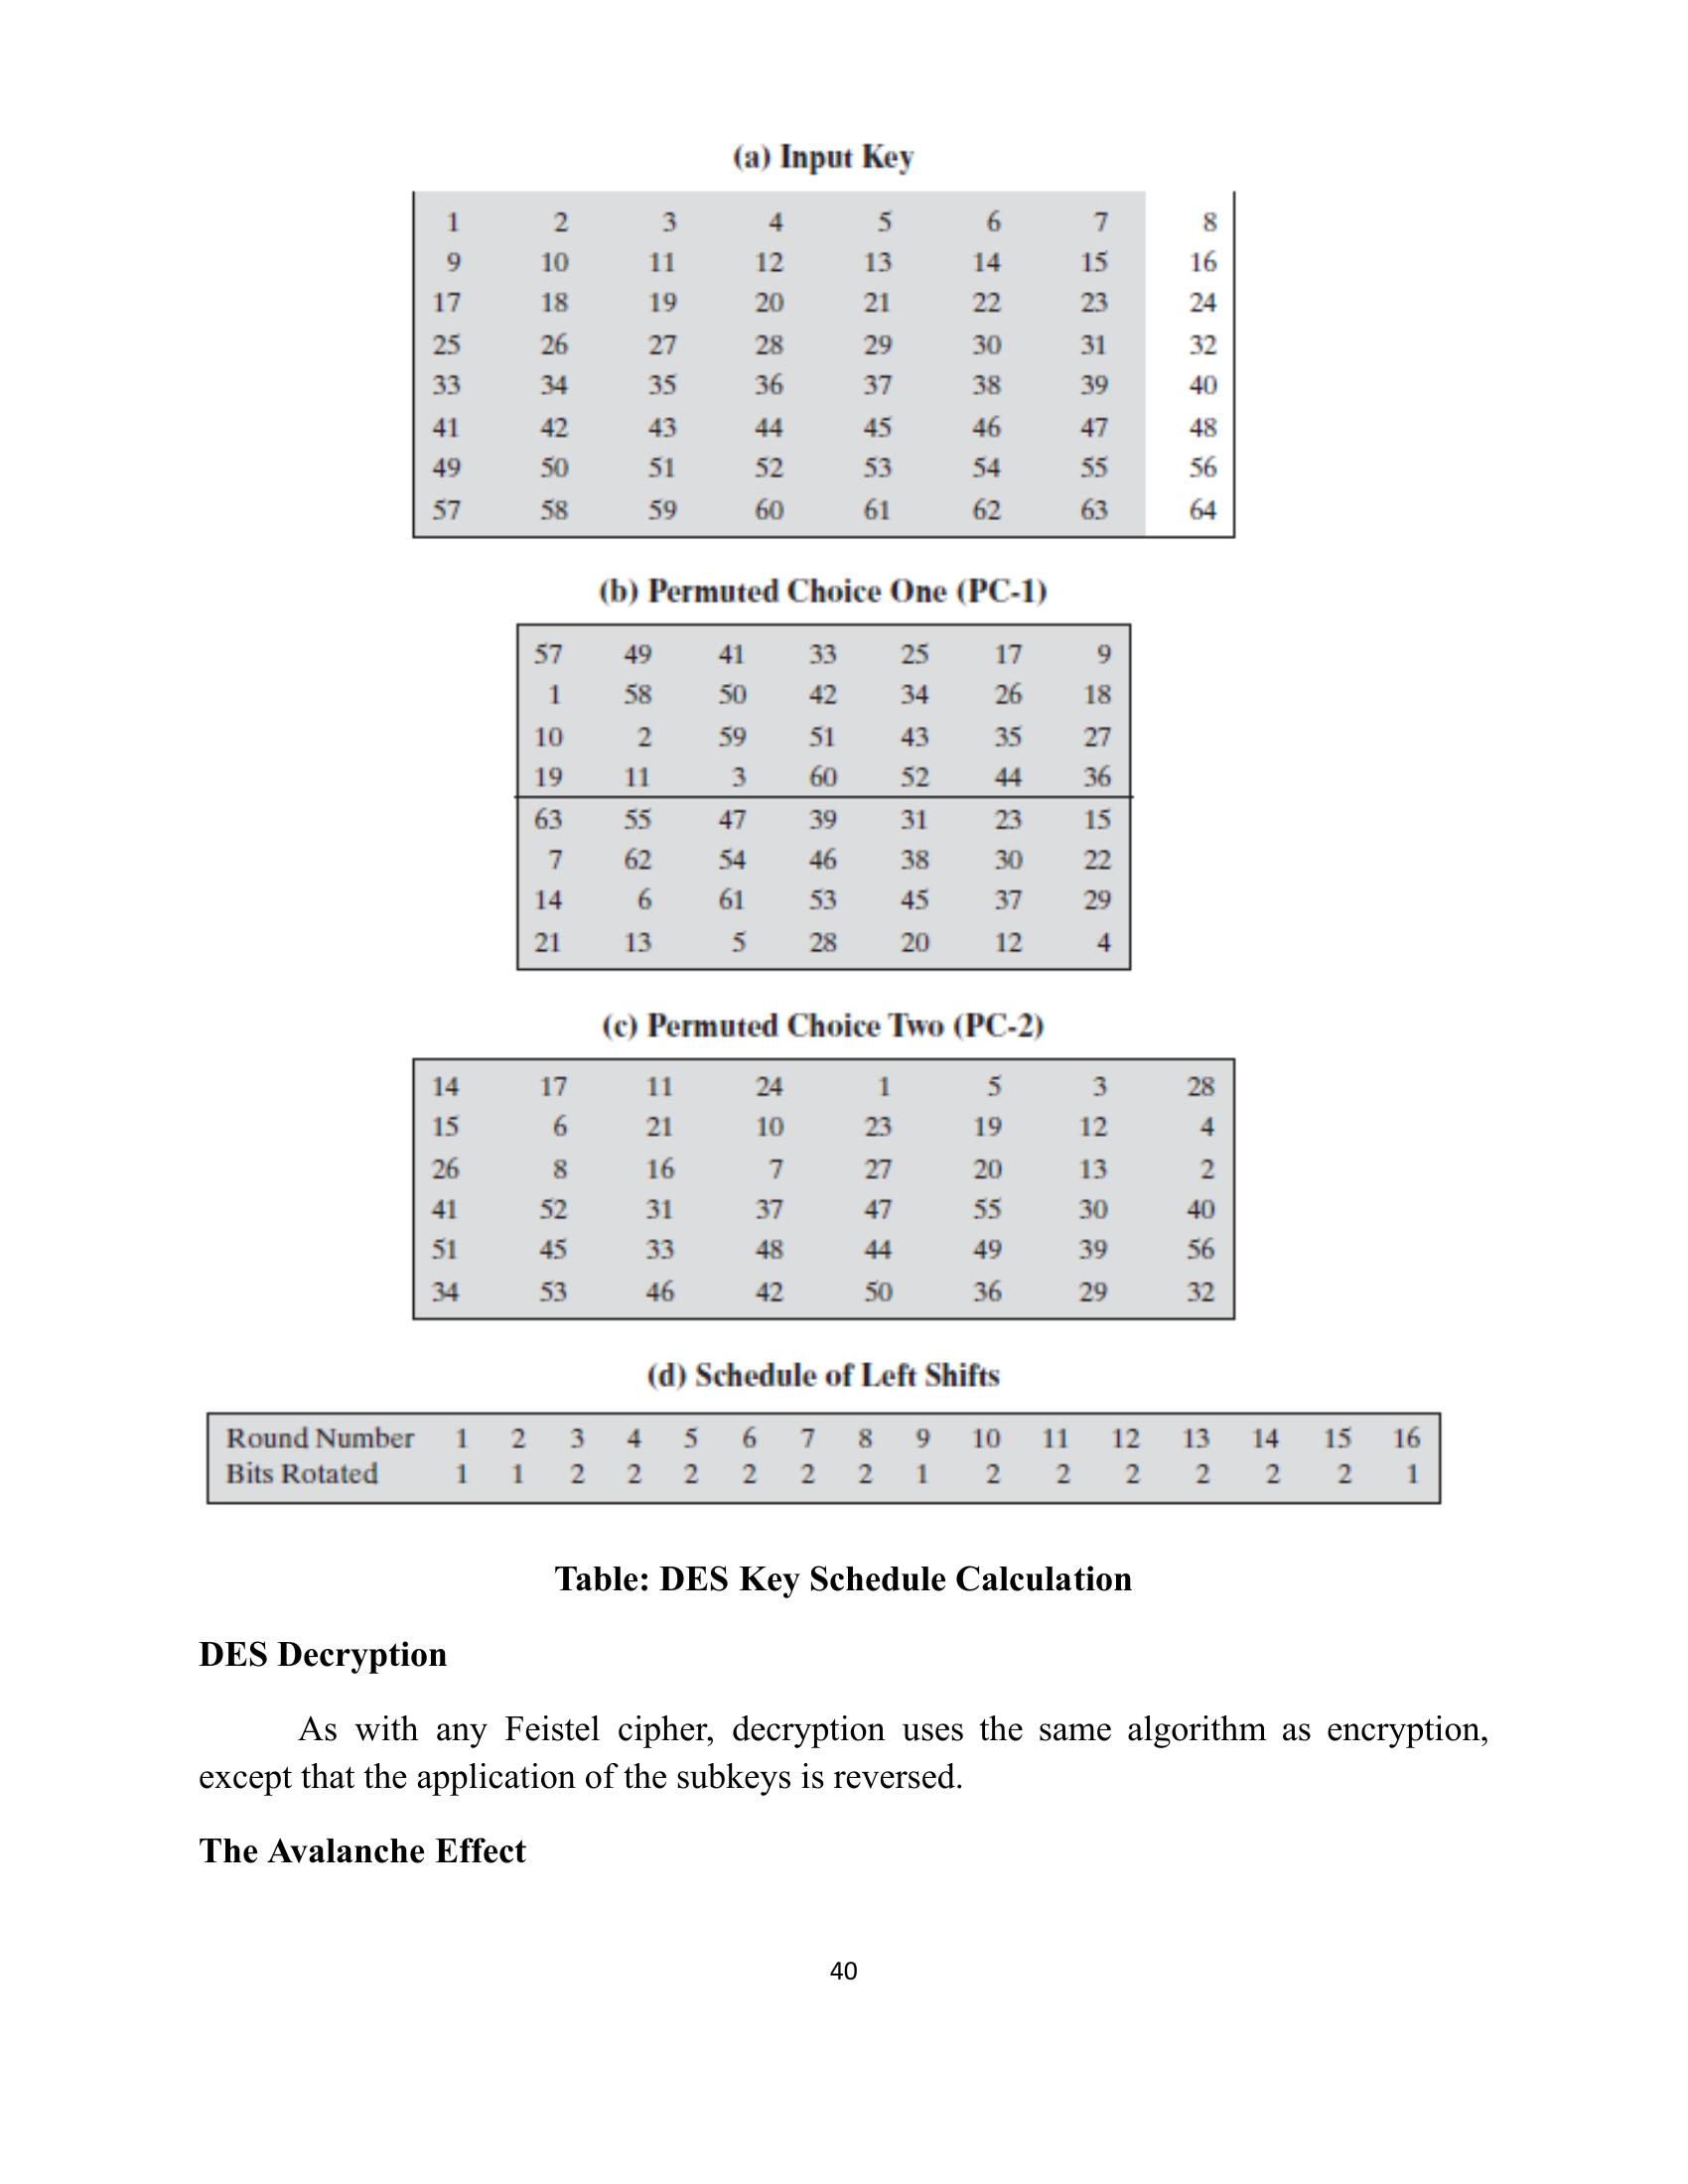 (a) Input Key
1 2 3 4 5 6 7 8
9 10 11 12 13 14 15 16
17 18 19 20 21 22 23 24
25 26 27 28 29 30 31 32
33 34 35 36 37 38 39 40
41 42 43 44 45 46 47 48
49 50 51 52 53 54 55 56
57 58 59 60 61 62 63 64
(b) Permuted Choice One (PC-1)
57 49 41 33 25 17 9
1 58 50 42 34 26 18
10 2 59 51 43 35 27
19 11 3 60 52 44 36
63 55 47 39 31 23 15
7 62 54 46 38 30 22
14 6 61 53 45 37 29
21 13 5 28 20 12 4
(c) Permuted Choice Two (PC-2)
14 17 11 24 1 5 3 28
15 6 21 10 23 19 12 4
26 8 16 7 27 20 13 2
41 52 31 37 47 55 30 40
51 45 33 48 44 49 39 56
34 53 46 42 50 36 29 32
(d) Schedule of Left Shifts
Round Number 1 2 3 4 5 6 7 8 9 10 11 12 13 14 15 16
Bits Rotated 1 1 2 2 2 2 2 2 1 2 2 2 2 2 2 1
Table: DES Key Schedule Calculation
DES Decryption
As with any Feistel cipher, decryption uses the same algorithm as encryption,
except that the application of the subkeys is reversed.
The Avalanche Effect
40